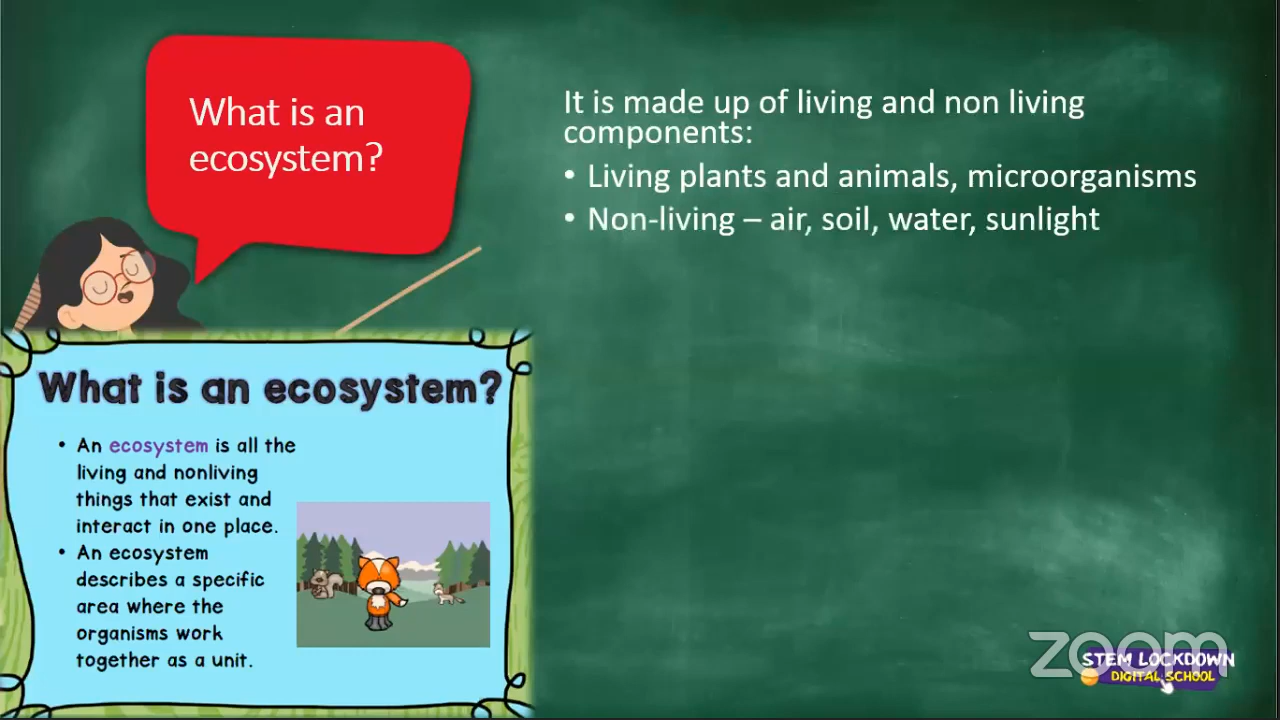 What is an
ecosystem?
It is made up of living and non living
components:
• Living plants and animals, microorganisms
• Non-living – air, soil, water, sunlight
What is an ecosystem?
• An ecosystem is all the
living and nonliving
things that exist and
interact in one place.
• An ecosystem
describes a specific
area where the
organisms work
together as a unit.
zoom
STEM LOCKDOWN
DIGITAL SCHOOL